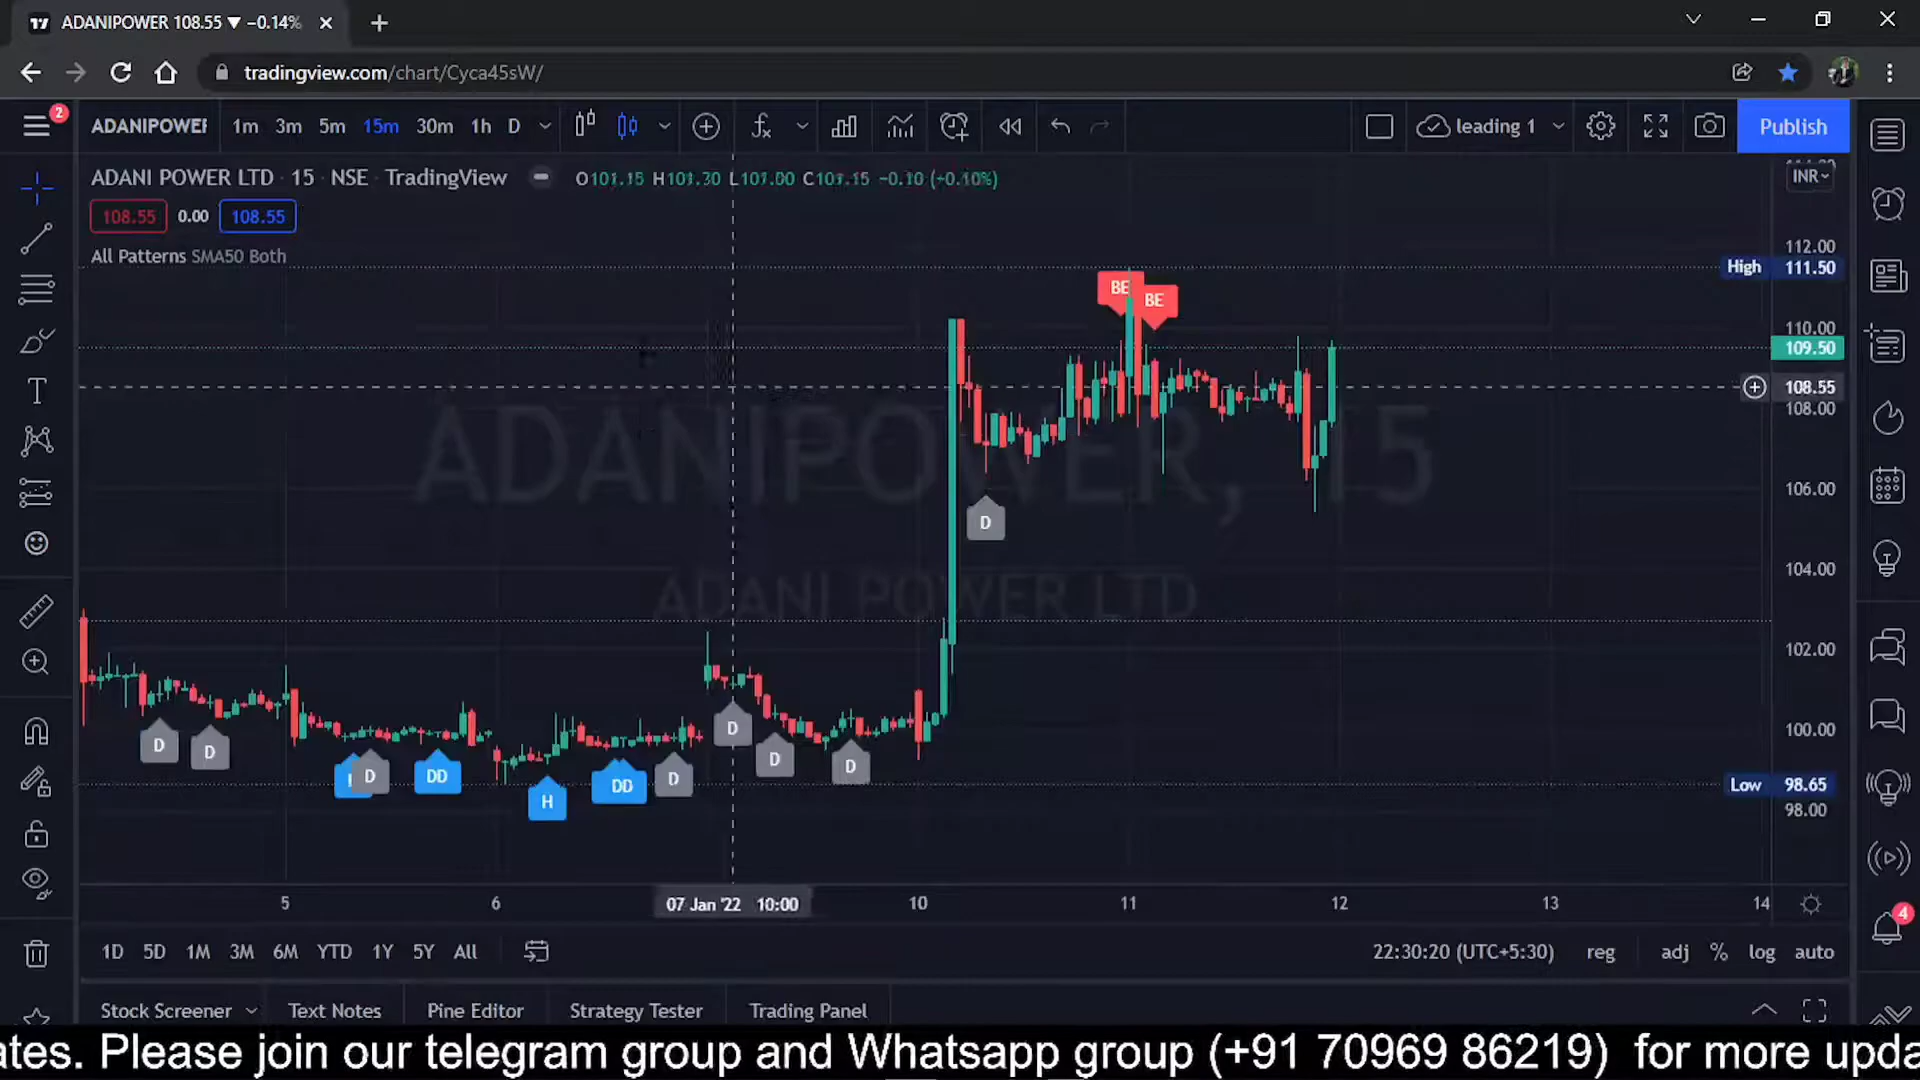 ADANIPOWER 108.55 ▼ −0.14%
tradingview.com/chart/Cyca45sW/
2
ADANIPOWER 1m 3m 5m 15m 30m 1h D leading 1 Publish
ADANI POWER LTD · 15 · NSE TradingView O101.15 H101.30 L101.00 C101.15 −0.10 (−0.10%) INR
108.55 0.00 108.55
All Patterns SMA50 Both
112.00
High 111.50
BE
BE
110.00
109.50
108.55
108.00
ADANIPOWER, 15
106.00
D
104.00
ADANI POWER LTD
102.00
100.00
D D D DD H DD D D D D
Low 98.65
98.00
5 6 07 Jan '22 10:00 10 11 12 13 14
4
1D 5D 1M 3M 6M YTD 1Y 5Y All 22:30:20 (UTC+5:30) reg adj % log auto
Stock Screener Text Notes Pine Editor Strategy Tester Trading Panel
ates. Please join our telegram group and Whatsapp group (+91 70969 86219) for more upda